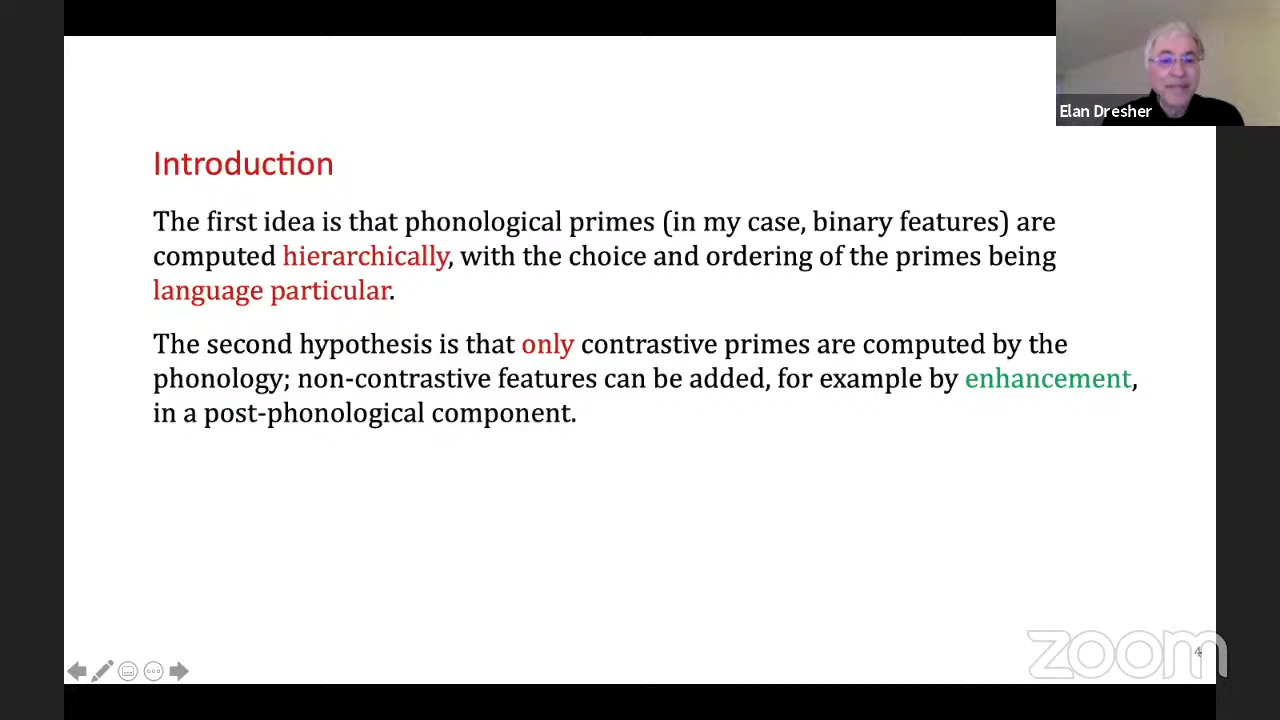 Elan Dresher
Introduction
The first idea is that phonological primes (in my case, binary features) are
computed hierarchically, with the choice and ordering of the primes being
language particular.
The second hypothesis is that only contrastive primes are computed by the
phonology; non-contrastive features can be added, for example by enhancement,
in a post-phonological component.
zoom
4